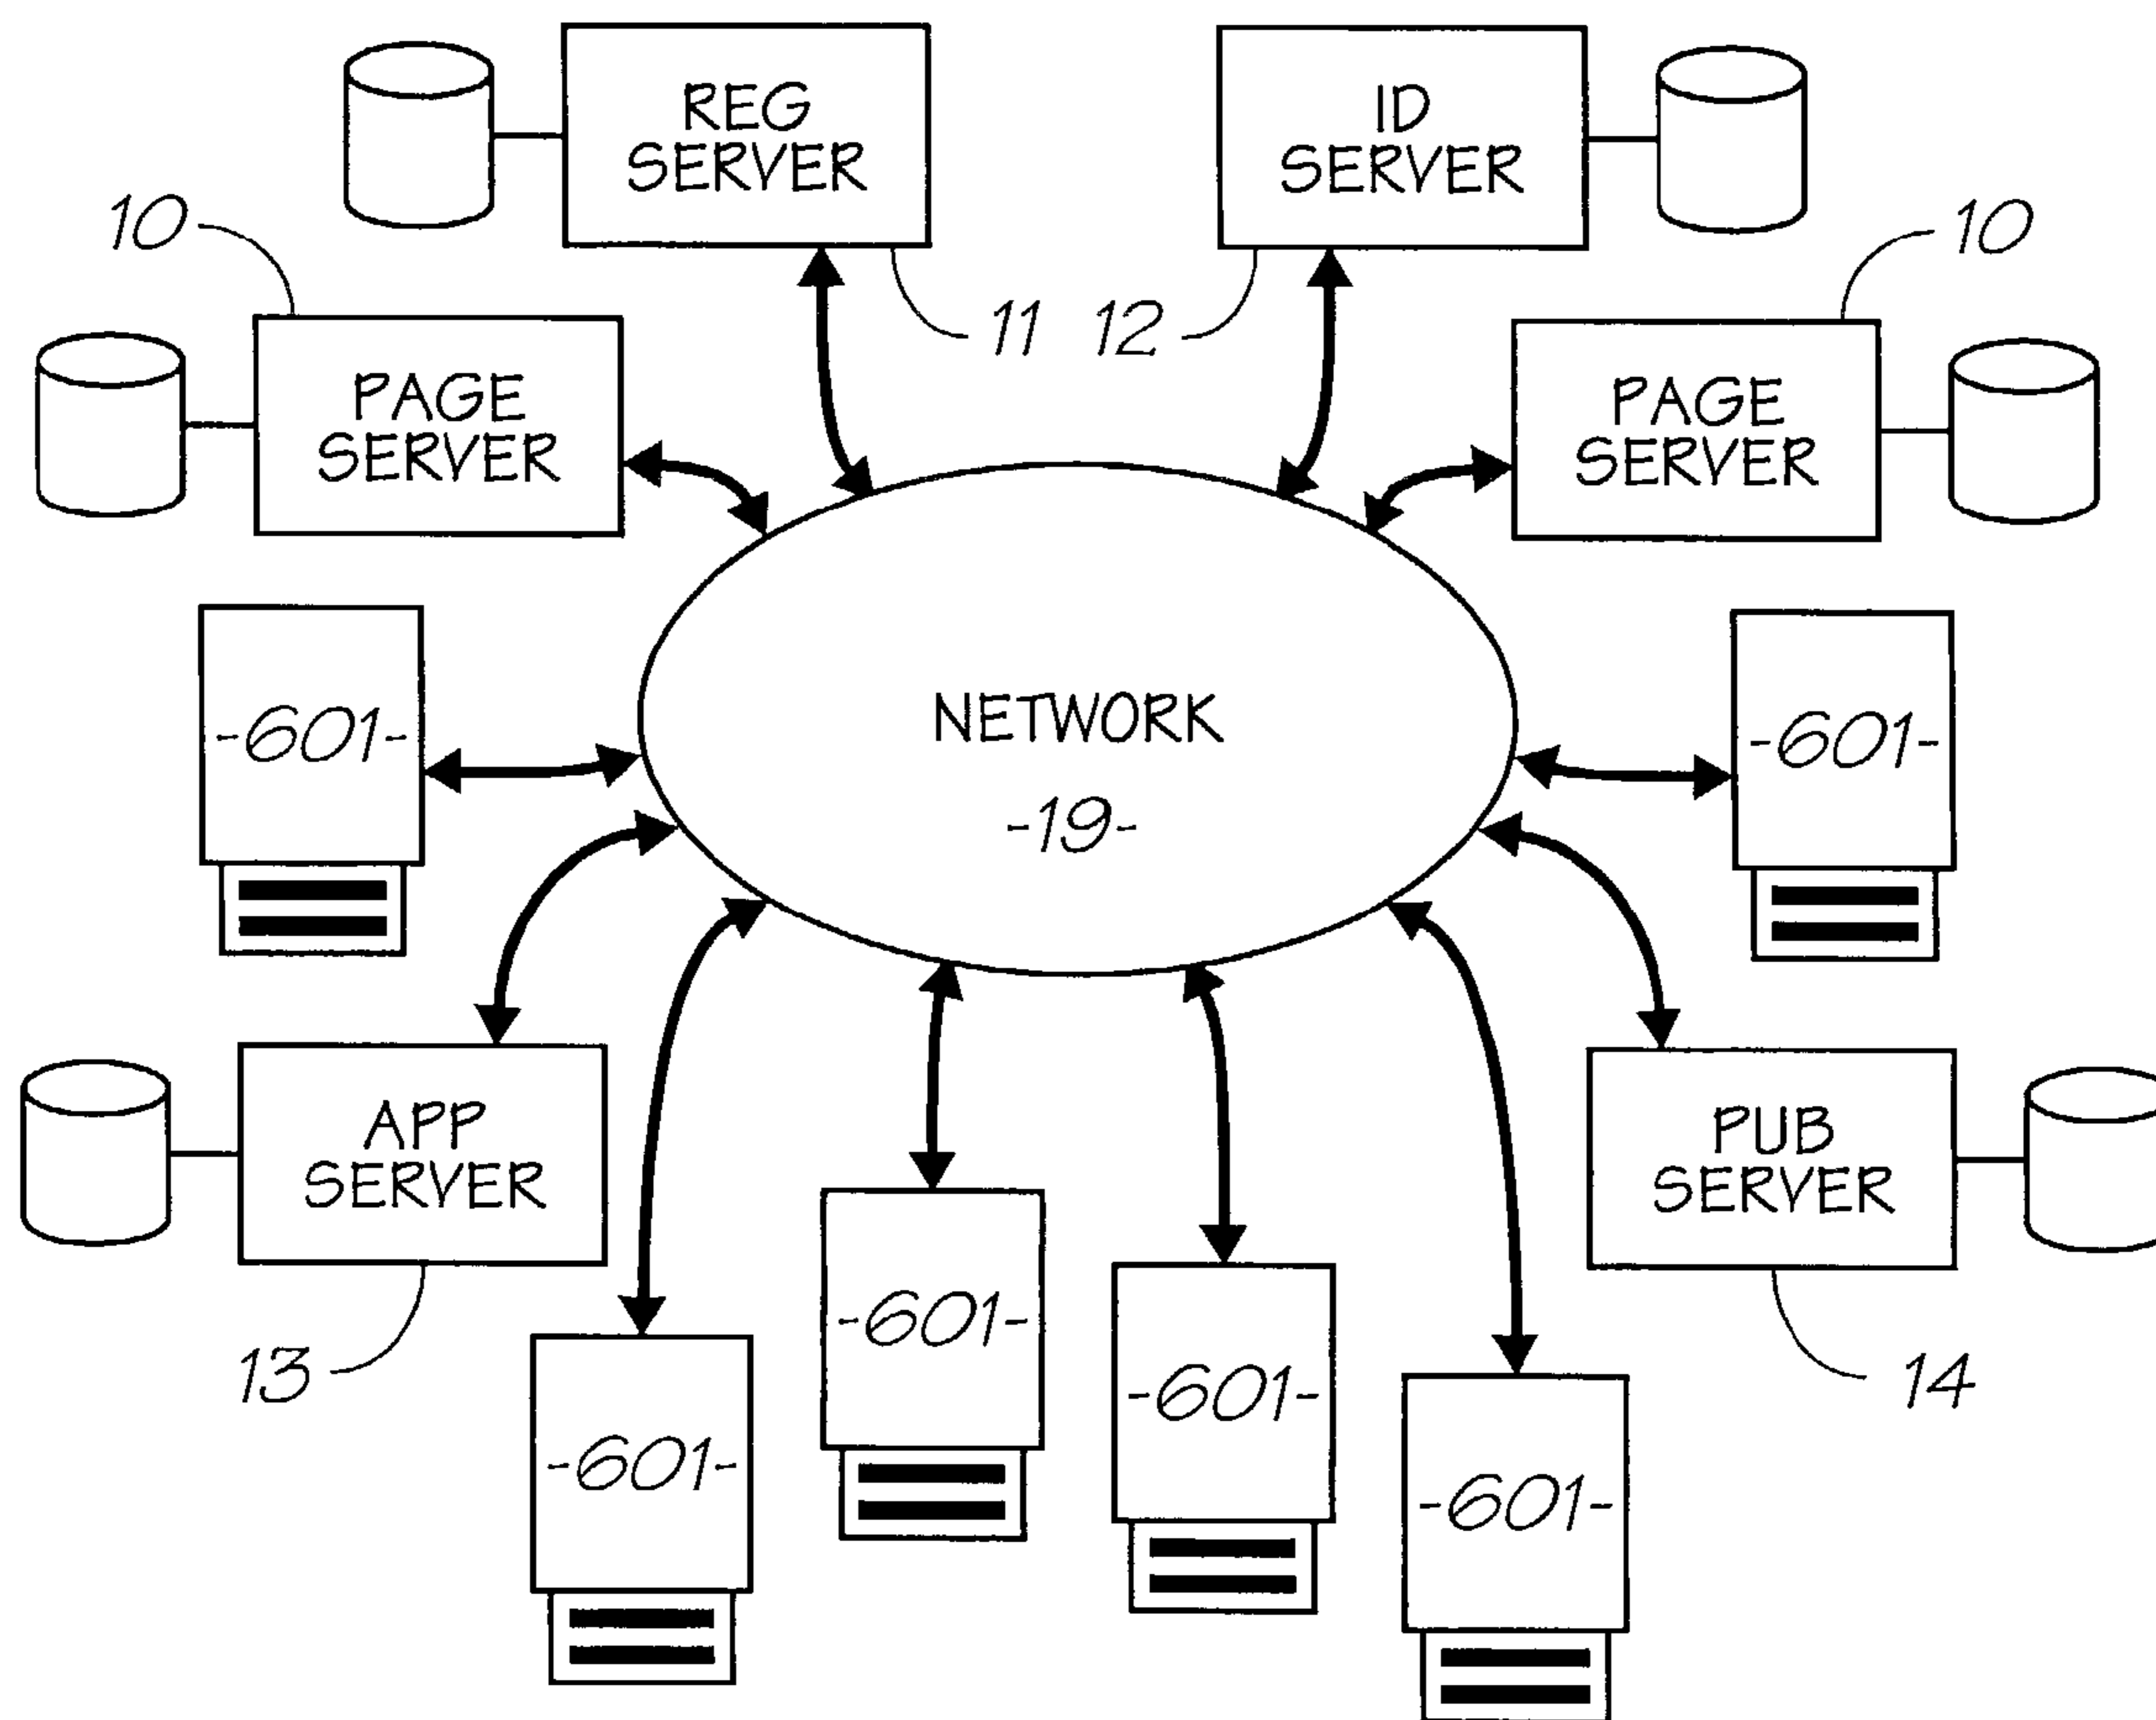 REG
SERVER
ID
SERVER
10
10
11
12
PAGE
SERVER
PAGE
SERVER
-601-
NETWORK
-19-
-601-
APP
SERVER
PUB
SERVER
-601-
-601-
13
14
-601-
-601-